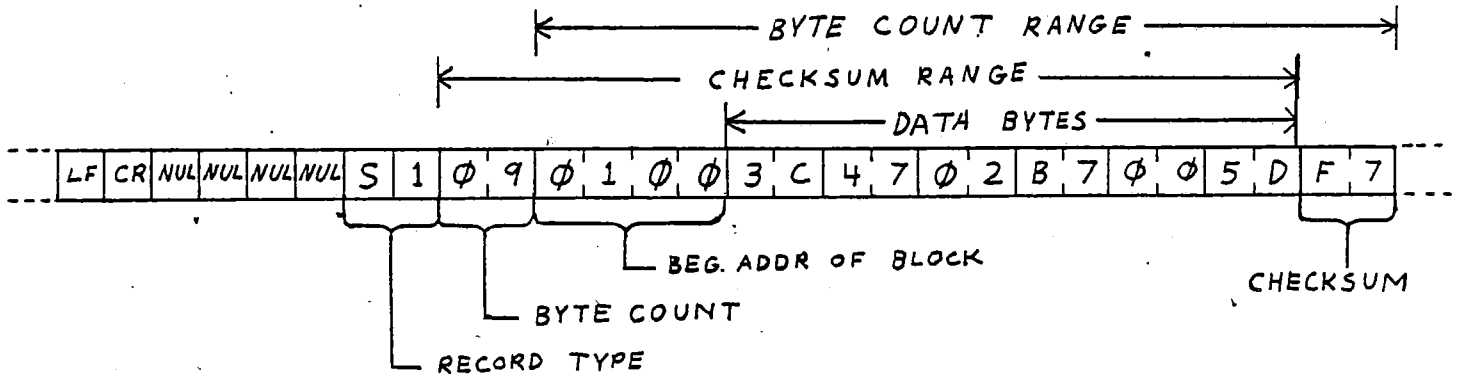 BYTE COUNT RANGE
CHECKSUM RANGE
DATA BYTES
LF CR NUL NUL NUL NUL S 1 Ø 9 Ø 1 Ø Ø 3 C 4 7 Ø 2 B 7 Ø Ø 5 D F 7
BEG. ADDR OF BLOCK
CHECKSUM
BYTE COUNT
RECORD TYPE